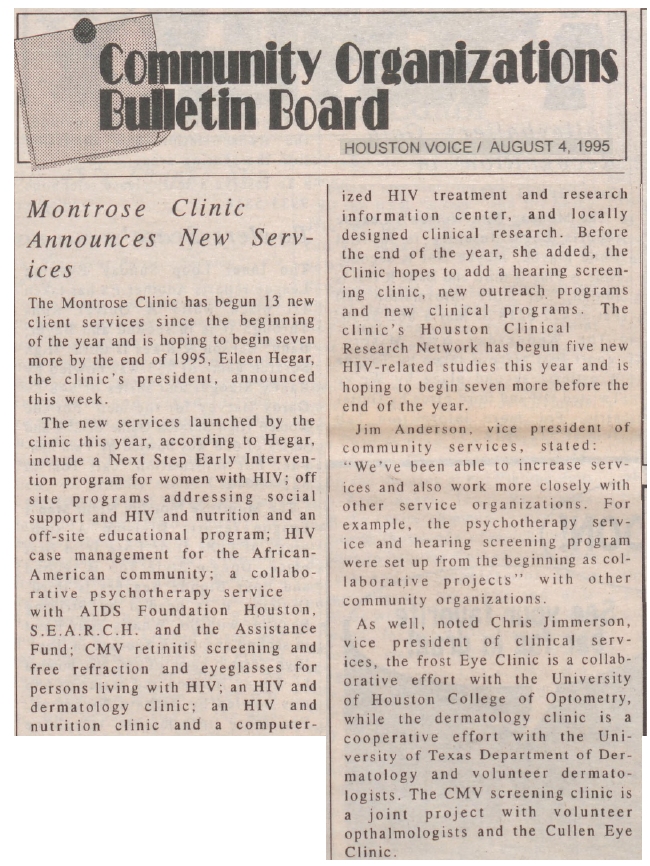 Community Organizations
Bulletin Board
HOUSTON VOICE / AUGUST 4, 1995
Montrose Clinic
Announces New Serv-
ices
The Montrose Clinic has begun 13 new
client services since the beginning
of the year and is hoping to begin seven
more by the end of 1995, Eileen Hegar,
the clinic's president, announced
this week.
The new services launched by the
clinic this year, according to Hegar,
include a Next Step Early Interven-
tion program for women with HIV; off
site programs addressing social
support and HIV and nutrition and an
off-site educational program; HIV
case management for the African-
American community; a collabo-
rative psychotherapy service
with AIDS Foundation Houston,
S.E.A.R.C.H. and the Assistance
Fund; CMV retinitis screening and
free refraction and eyeglasses for
persons living with HIV; an HIV and
dermatology clinic; an HIV and
nutrition clinic and a computer-
ized HIV treatment and research
information center, and locally
designed clinical research. Before
the end of the year, she added, the
Clinic hopes to add a hearing screen-
ing clinic, new outreach programs
and new clinical programs. The
clinic's Houston Clinical
Research Network has begun five new
HIV-related studies this year and is
hoping to begin seven more before the
end of the year.
Jim Anderson, vice president of
community services, stated:
"We've been able to increase serv-
ices and also work more closely with
other service organizations. For
example, the psychotherapy serv-
ice and hearing screening program
were set up from the beginning as col-
laborative projects" with other
community organizations.
As well, noted Chris Jimmerson,
vice president of clinical serv-
ices, the frost Eye Clinic is a collab-
orative effort with the University
of Houston College of Optometry,
while the dermatology clinic is a
cooperative effort with the Uni-
versity of Texas Department of Der-
matology and volunteer dermato-
logists. The CMV screening clinic is
a joint project with volunteer
opthalmologists and the Cullen Eye
Clinic.